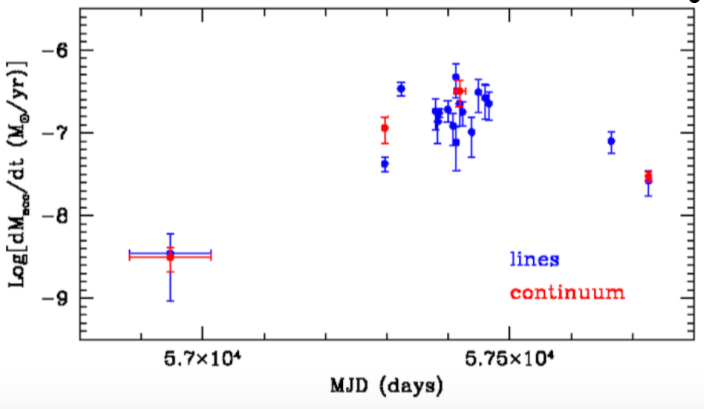 Log[dMacc/dt (M⊙/yr)]
−6
−7
−8
−9
lines
continuum
5.7×10⁴
5.75×10⁴
MJD (days)